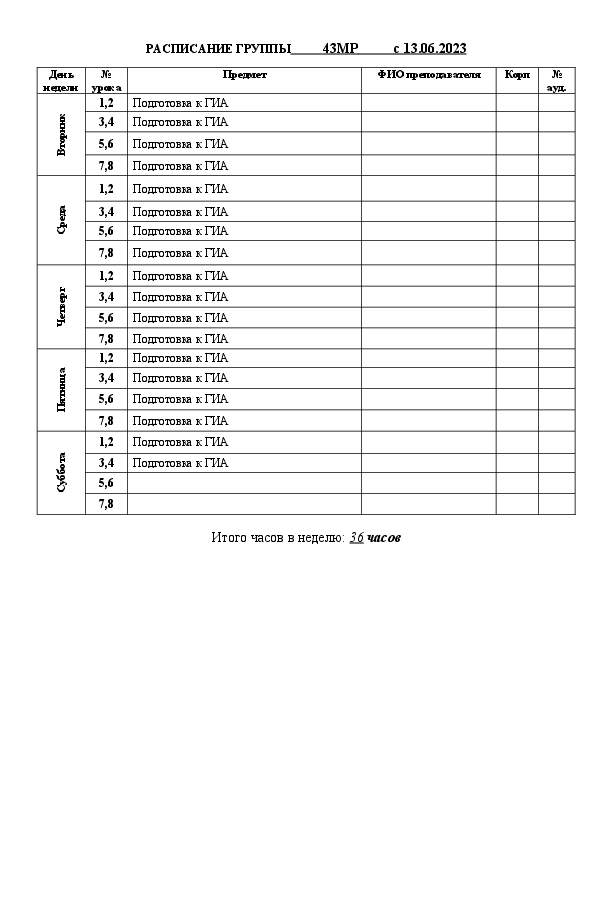 РАСПИСАНИЕ ГРУППЫ 43МР с 13.06.2023
День недели № урока Предмет ФИО преподавателя Корп № ауд.
Вторник
1,2 Подготовка к ГИА
3,4 Подготовка к ГИА
5,6 Подготовка к ГИА
7,8 Подготовка к ГИА
Среда
1,2 Подготовка к ГИА
3,4 Подготовка к ГИА
5,6 Подготовка к ГИА
7,8 Подготовка к ГИА
Четверг
1,2 Подготовка к ГИА
3,4 Подготовка к ГИА
5,6 Подготовка к ГИА
7,8 Подготовка к ГИА
Пятница
1,2 Подготовка к ГИА
3,4 Подготовка к ГИА
5,6 Подготовка к ГИА
7,8 Подготовка к ГИА
Суббота
1,2 Подготовка к ГИА
3,4 Подготовка к ГИА
5,6
7,8
Итого часов в неделю: 36 часов